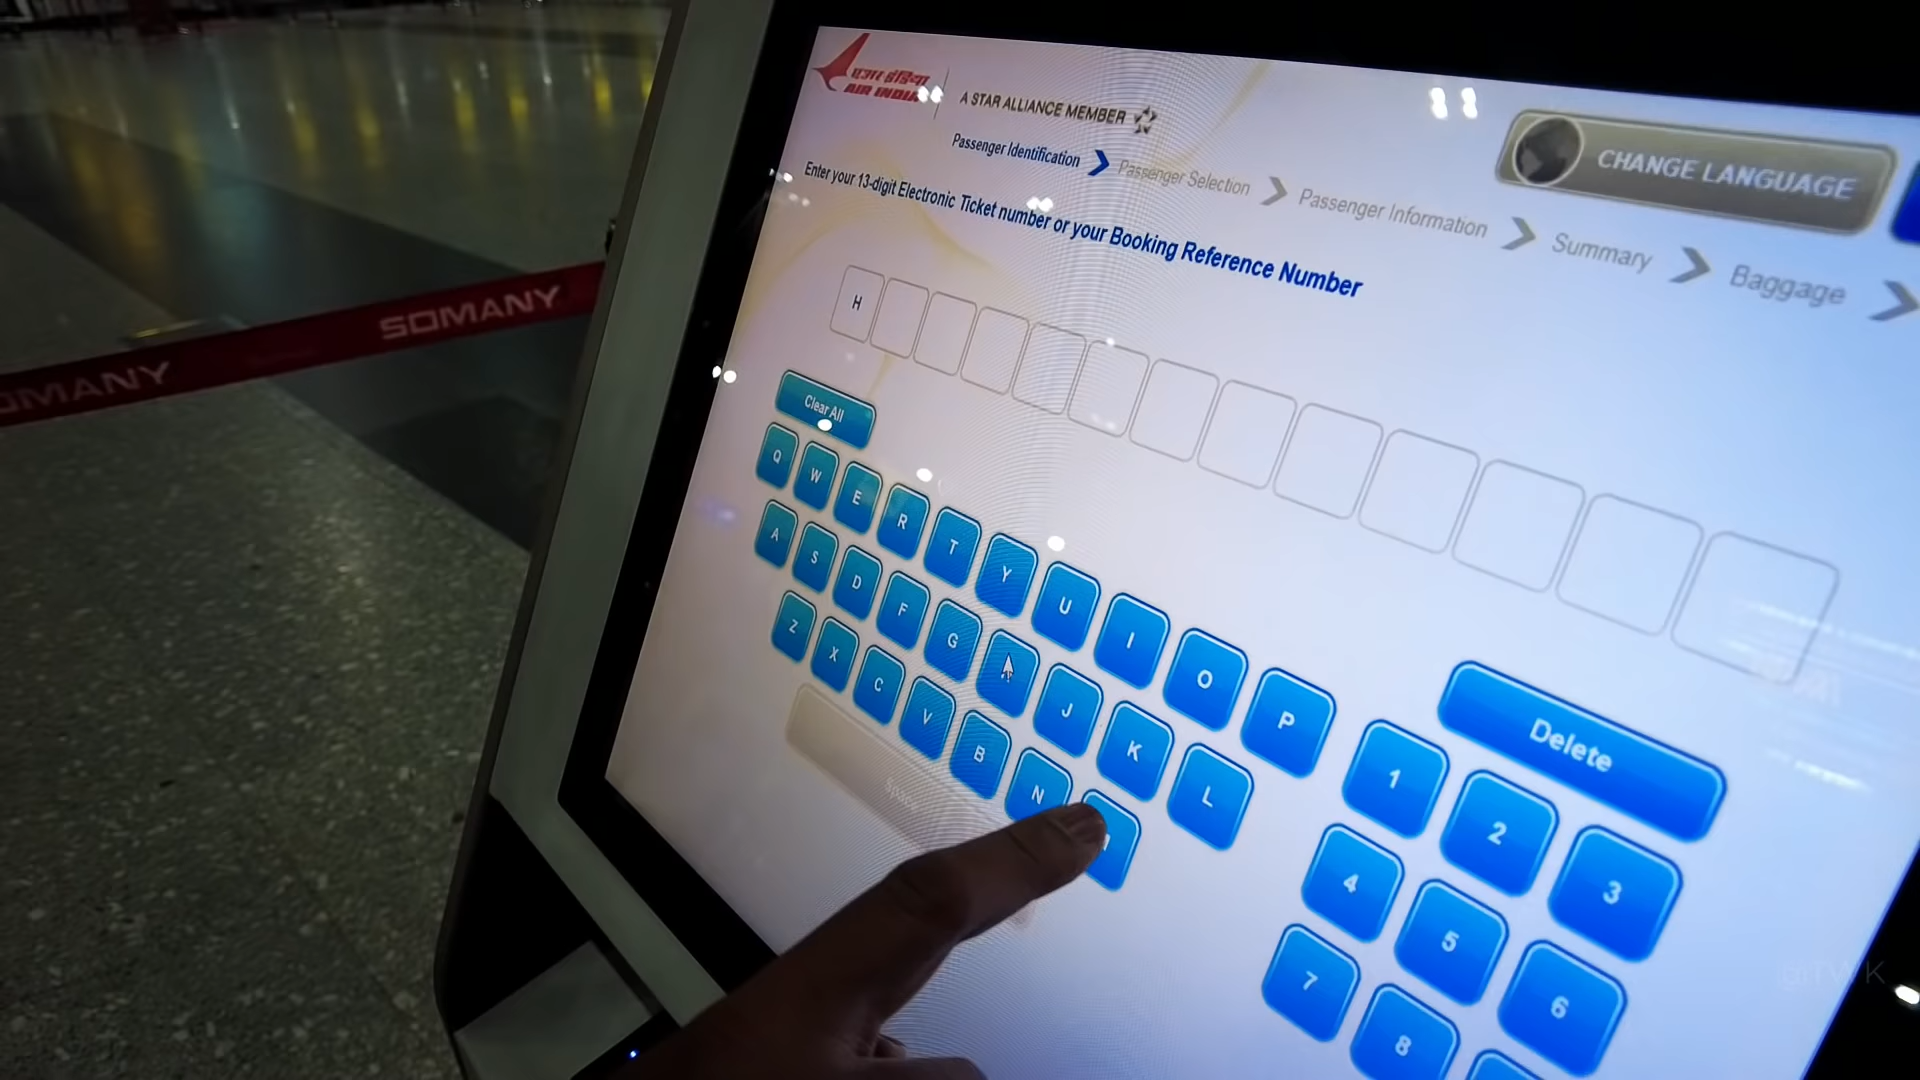 एअर इंडिया
AIR INDIA
A STAR ALLIANCE MEMBER
CHANGE LANGUAGE
Passenger Identification
Passenger Selection
Passenger Information
Summary
Baggage
Enter your 13-digit Electronic Ticket number or your Booking Reference Number
H
Clear All
Q W E R T Y U I O P
A S D F G J K L
Z X C V B N
Space
Delete
1 2 3
4 5 6
7 8
SOMANY
OMANY